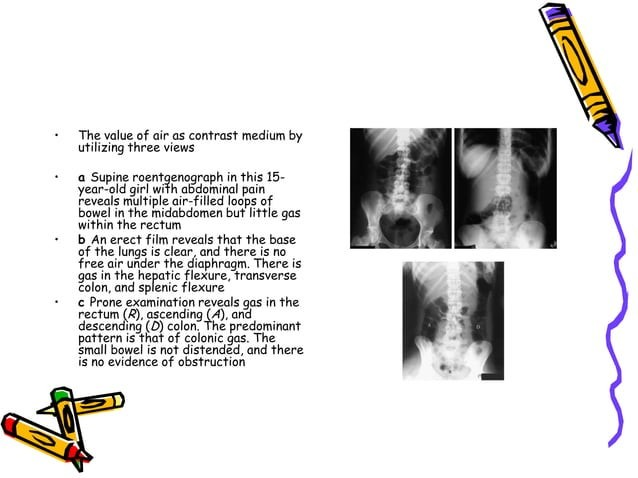 • The value of air as contrast medium by
utilizing three views
• a Supine roentgenograph in this 15-
year-old girl with abdominal pain
reveals multiple air-filled loops of
bowel in the midabdomen but little gas
within the rectum
• b An erect film reveals that the base
of the lungs is clear, and there is no
free air under the diaphragm. There is
gas in the hepatic flexure, transverse
colon, and splenic flexure
• c Prone examination reveals gas in the
rectum (R), ascending (A), and
descending (D) colon. The predominant
pattern is that of colonic gas. The
small bowel is not distended, and there
is no evidence of obstruction